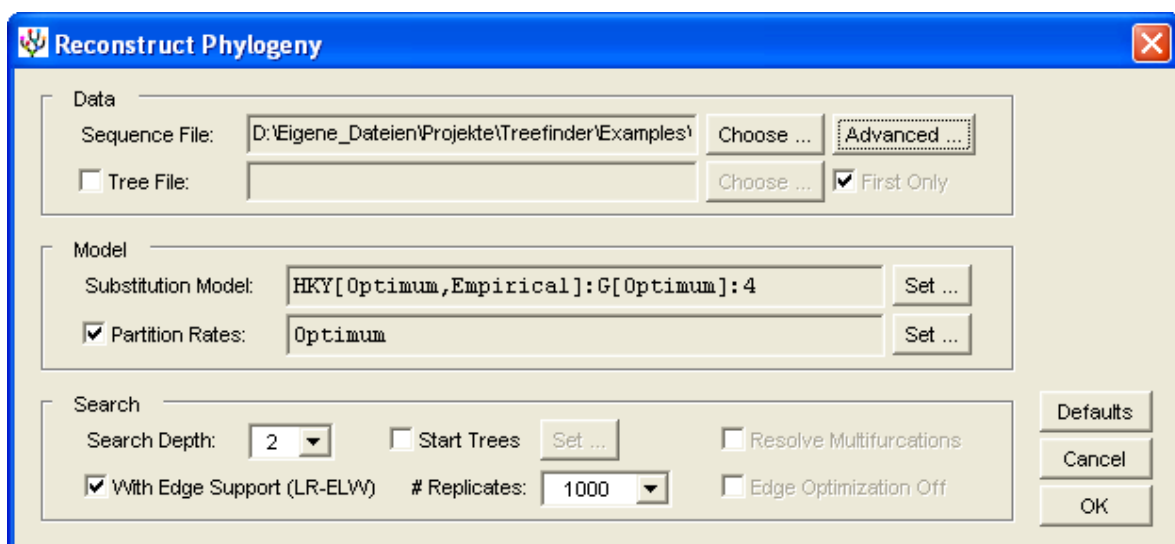 Reconstruct Phylogeny
Data
Sequence File: D:\Eigene_Dateien\Projekte\Treefinder\Examples\ Choose ... Advanced ...
Tree File: Choose ... First Only
Model
Substitution Model: HKY[Optimum,Empirical]:G[Optimum]:4 Set ...
Partition Rates: Optimum Set ...
Search
Search Depth: 2 Start Trees Set ... Resolve Multifurcations
With Edge Support (LR-ELW) # Replicates: 1000 Edge Optimization Off
Defaults
Cancel
OK